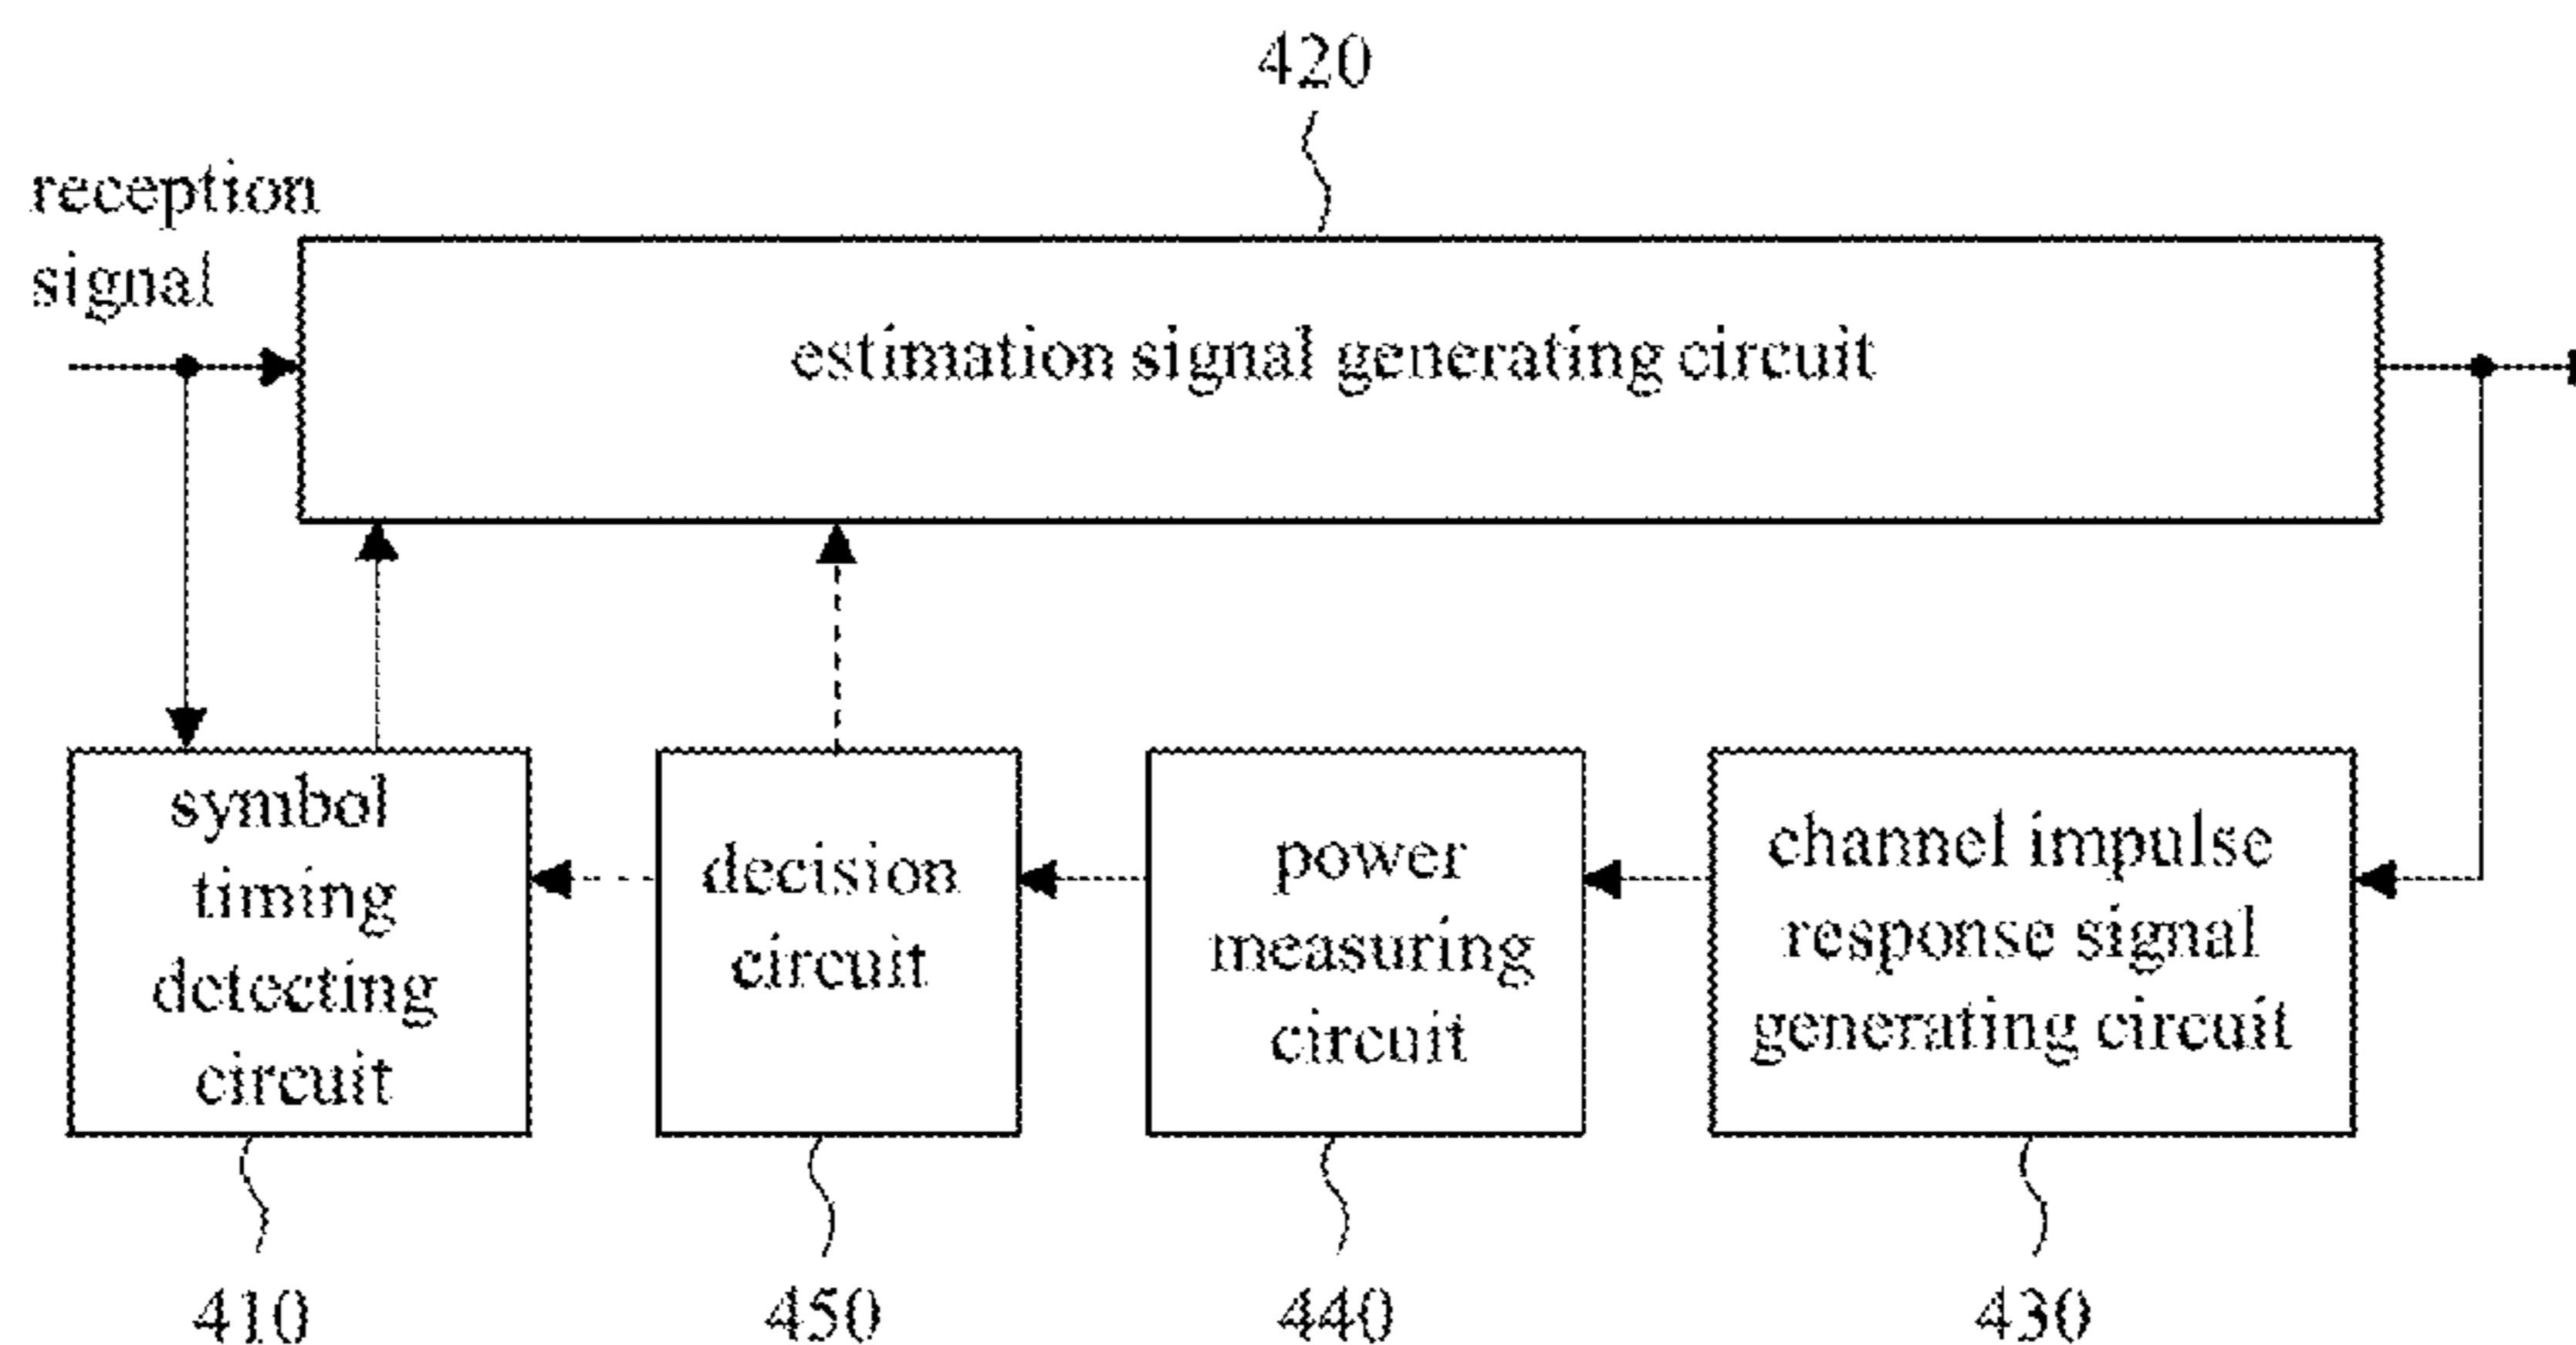 420
reception
signal
estimation signal generating circuit
symbol
timing
detecting
circuit
decision
circuit
power
measuring
circuit
channel impulse
response signal
generating circuit
410
450
440
430